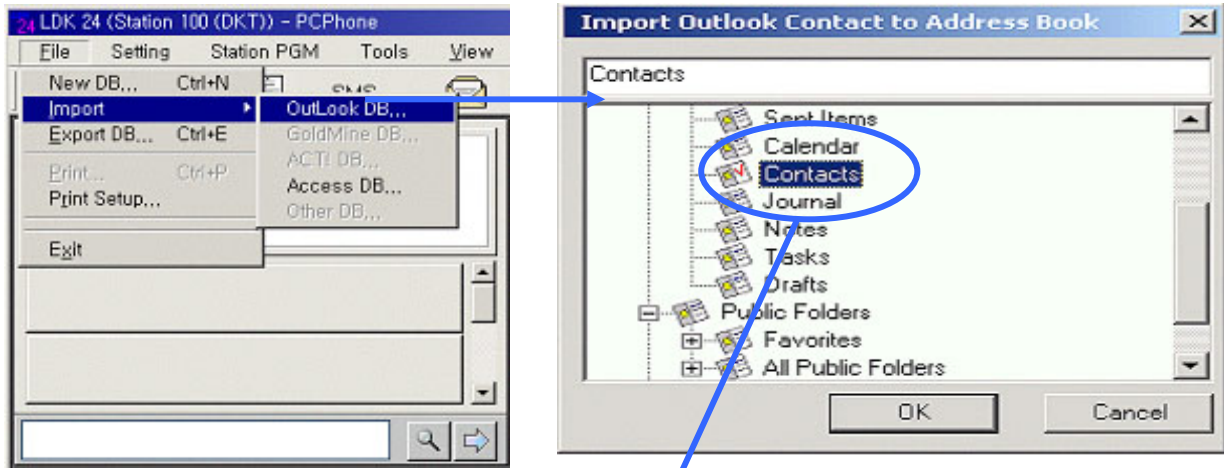 24 LDK 24 (Station 100 (DKT)) - PCPhone
File Setting Station PGM Tools View
New DB... Ctrl+N
Import
Export DB... Ctrl+E
Print... Ctrl+P
Print Setup...
Exit
SMS
OutLook DB...
GoldMine DB...
ACT! DB...
Access DB...
Other DB...
Import Outlook Contact to Address Book
Contacts
Sent Items
Calendar
Contacts
Journal
Notes
Tasks
Drafts
Public Folders
Favorites
All Public Folders
OK Cancel